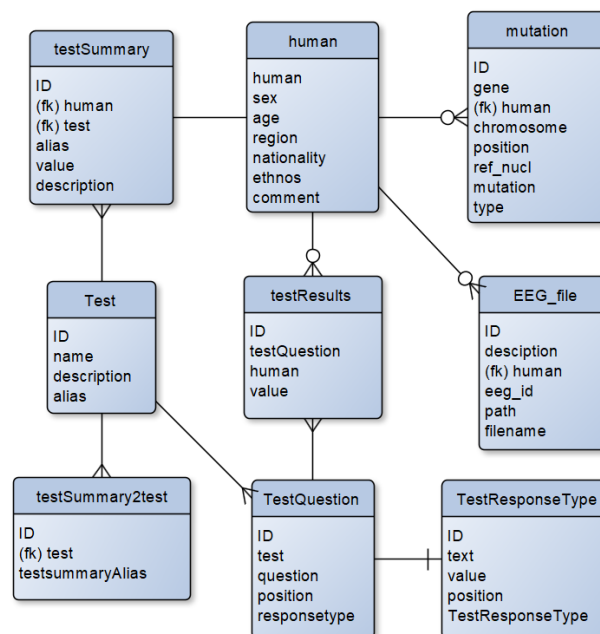 testSummary
ID
(fk) human
(fk) test
alias
value
description
human
human
sex
age
region
nationality
ethnos
comment
mutation
ID
gene
(fk) human
chromosome
position
ref_nucl
mutation
type
Test
ID
name
description
alias
testResults
ID
testQuestion
human
value
EEG_file
ID
desciption
(fk) human
eeg_id
path
filename
testSummary2test
ID
(fk) test
testsummaryAlias
TestQuestion
ID
test
question
position
responsetype
TestResponseType
ID
text
value
position
TestResponseType